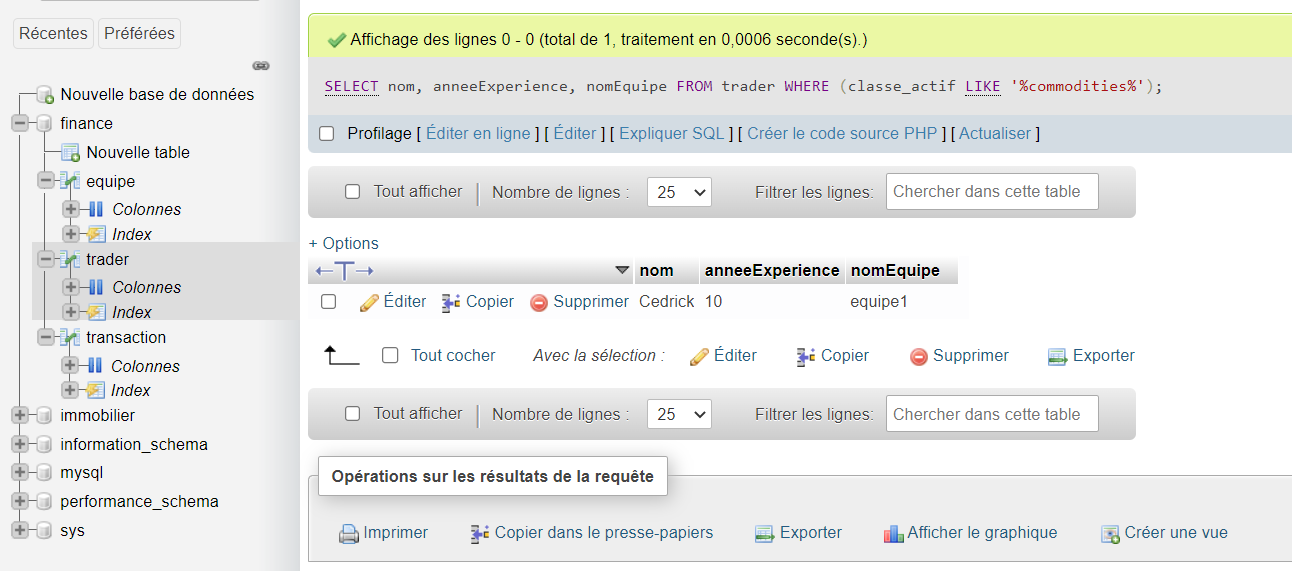 Récentes Préférées
Nouvelle base de données
finance
Nouvelle table
equipe
Colonnes
Index
trader
Colonnes
Index
transaction
Colonnes
Index
immobilier
information_schema
mysql
performance_schema
sys
Affichage des lignes 0 - 0 (total de 1, traitement en 0,0006 seconde(s).)
SELECT nom, anneeExperience, nomEquipe FROM trader WHERE (classe_actif LIKE '%commodities%');
Profilage [ Éditer en ligne ] [ Éditer ] [ Expliquer SQL ] [ Créer le code source PHP ] [ Actualiser ]
Tout afficher Nombre de lignes : 25 Filtrer les lignes: Chercher dans cette table
+ Options
nom anneeExperience nomEquipe
Éditer Copier Supprimer Cedrick 10 equipe1
Tout cocher Avec la sélection : Éditer Copier Supprimer Exporter
Tout afficher Nombre de lignes : 25 Filtrer les lignes: Chercher dans cette table
Opérations sur les résultats de la requête
Imprimer Copier dans le presse-papiers Exporter Afficher le graphique Créer une vue